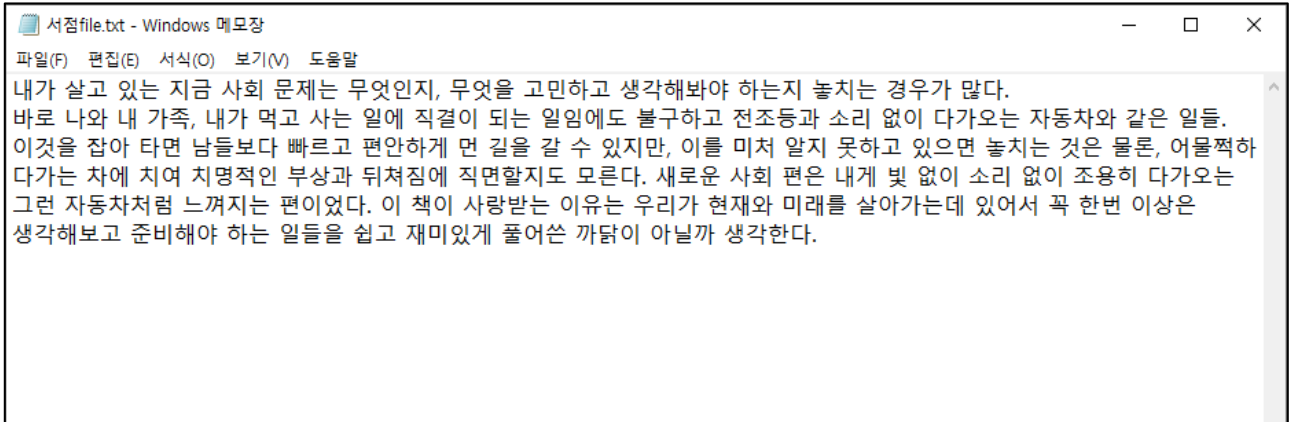 서점file.txt - Windows 메모장
파일(F) 편집(E) 서식(O) 보기(V) 도움말
내가 살고 있는 지금 사회 문제는 무엇인지, 무엇을 고민하고 생각해봐야 하는지 놓치는 경우가 많다.
바로 나와 내 가족, 내가 먹고 사는 일에 직결이 되는 일임에도 불구하고 전조등과 소리 없이 다가오는 자동차와 같은 일들.
이것을 잡아 타면 남들보다 빠르고 편안하게 먼 길을 갈 수 있지만, 이를 미처 알지 못하고 있으면 놓치는 것은 물론, 어물쩍하
다가는 차에 치여 치명적인 부상과 뒤쳐짐에 직면할지도 모른다. 새로운 사회 편은 내게 빛 없이 소리 없이 조용히 다가오는
그런 자동차처럼 느껴지는 편이었다. 이 책이 사랑받는 이유는 우리가 현재와 미래를 살아가는데 있어서 꼭 한번 이상은
생각해보고 준비해야 하는 일들을 쉽고 재미있게 풀어쓴 까닭이 아닐까 생각한다.